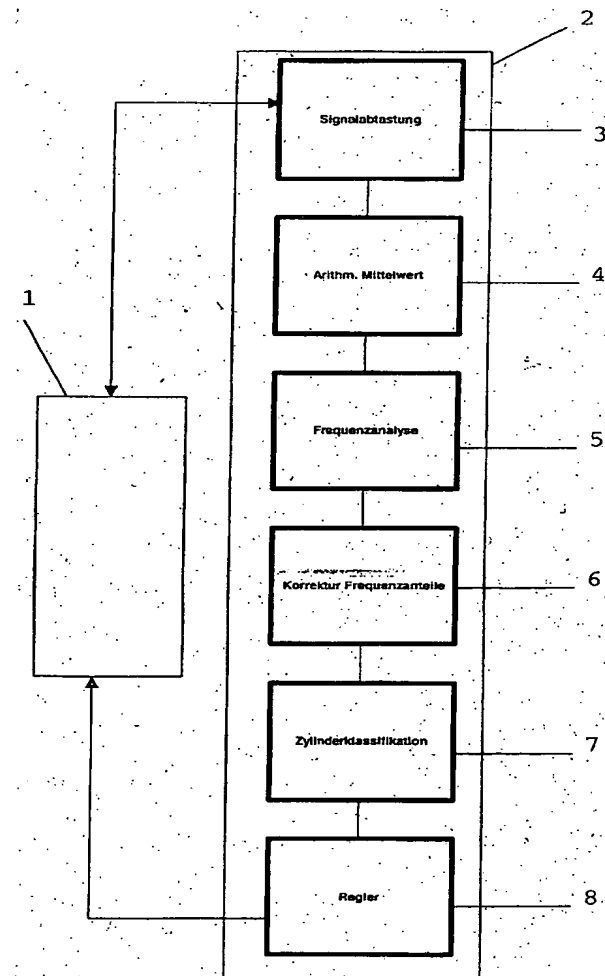 2
Signalabtastung
3
Arithm. Mittelwert
4
1
Frequenzanalyse
5
Korrektur Frequenzanteile
6
Zylinderklassifikation
7
Regler
8